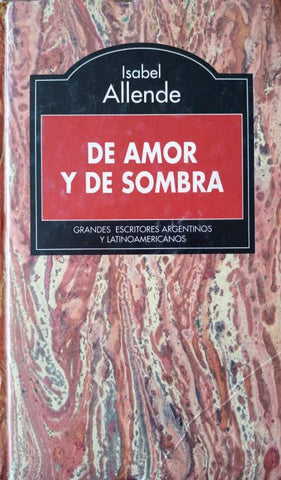 Isabel
Allende
DE AMOR
Y DE SOMBRA
GRANDES ESCRITORES ARGENTINOS
Y LATINOAMERICANOS